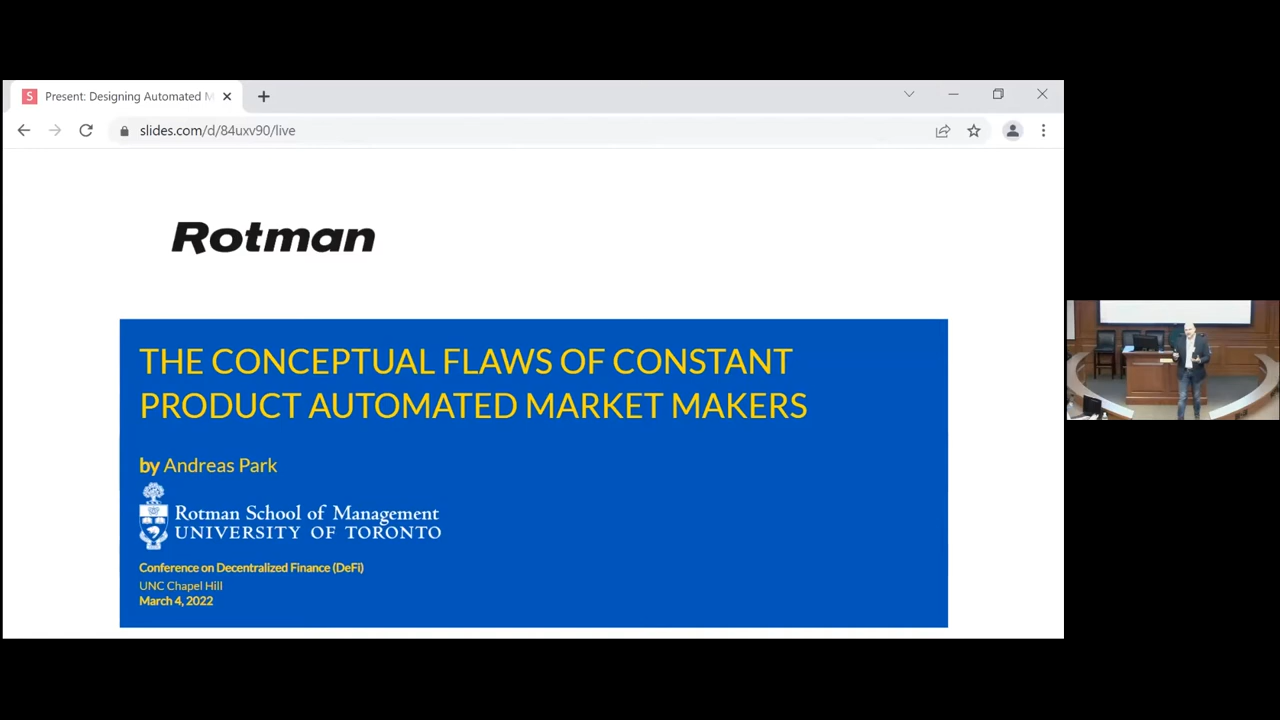 S Present: Designing Automated M
slides.com/d/84uxv90/live
Rotman
THE CONCEPTUAL FLAWS OF CONSTANT
PRODUCT AUTOMATED MARKET MAKERS
by Andreas Park
Rotman School of Management
UNIVERSITY OF TORONTO
Conference on Decentralized Finance (DeFi)
UNC Chapel Hill
March 4, 2022